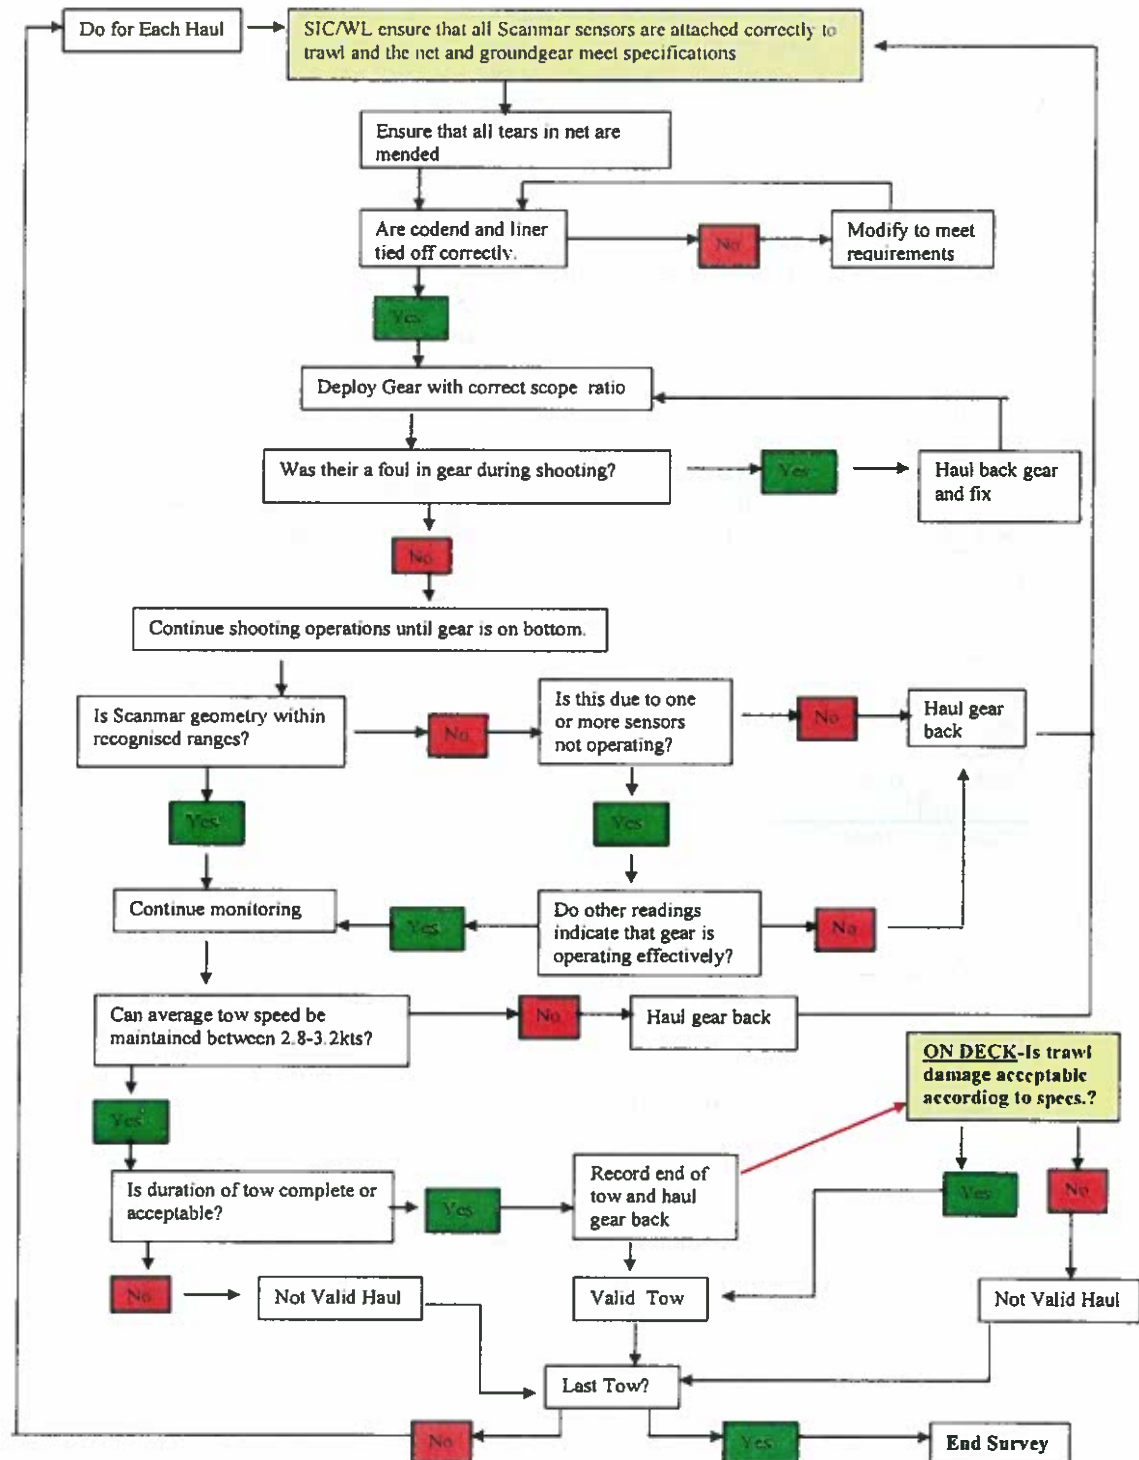 Do for Each Haul
SIC/WL ensure that all Scanmar sensors are attached correctly to
trawl and the net and groundgear meet specifications
Ensure that all tears in net are
mended
Are codend and liner
tied off correctly.
No
Modify to meet
requirements
Yes
Deploy Gear with correct scope ratio
Was their a foul in gear during shooting?
Yes
Haul back gear
and fix
No
Continue shooting operations until gear is on bottom.
Is Scanmar geometry within
recognised ranges?
No
Is this due to one
or more sensors
not operating?
No
Haul gear
back
Yes
Yes
Continue monitoring
Yes
Do other readings
indicate that gear is
operating effectively?
No
Can average tow speed be
maintained between 2.8-3.2kts?
No
Haul gear back
ON DECK-Is trawl
damage acceptable
according to specs.?
Yes
Is duration of tow complete or
acceptable?
Yes
Record end of
tow and haul
gear back
Yes
No
No
Not Valid Haul
Valid Tow
Not Valid Haul
Last Tow?
No
Yes
End Survey